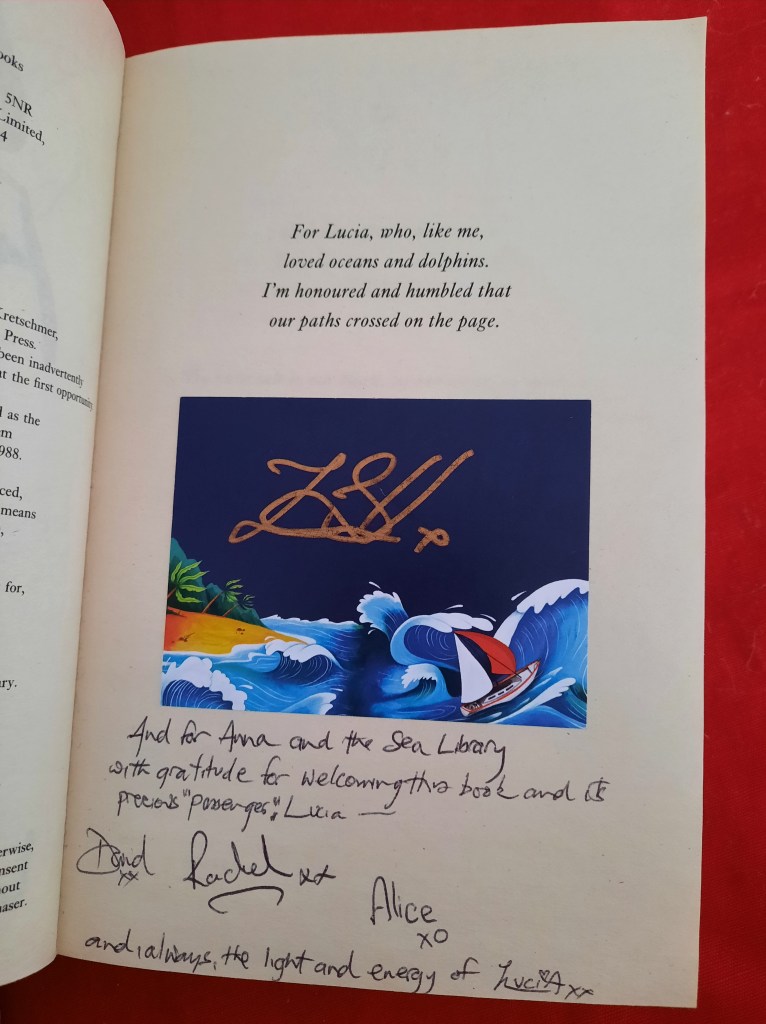 ooks
5NR
Limited,
4
Kretschmer,
Press.
been inadvertently
at the first opportunity
d as the
em
988.
ced,
means
,
for,
ary.
erwise,
nsent
out
haser.
For Lucia, who, like me,
loved oceans and dolphins.
I'm honoured and humbled that
our paths crossed on the page.
And for Anna and the Sea Library
with gratitude for welcoming this book and its
precious "passenger", Lucia —
David Rachel xx
xx
Alice
xo
and, always, the light and energy of Lucia xx